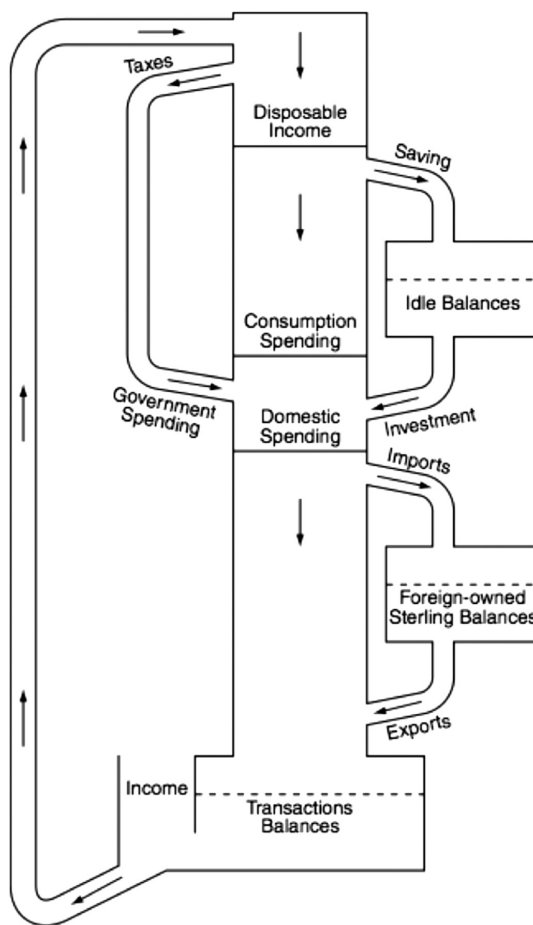 Taxes
Disposable
Income
Saving
Idle Balances
Consumption
Spending
Government
Spending
Domestic
Spending
Investment
Imports
Foreign-owned
Sterling Balances
Exports
Income
Transactions
Balances